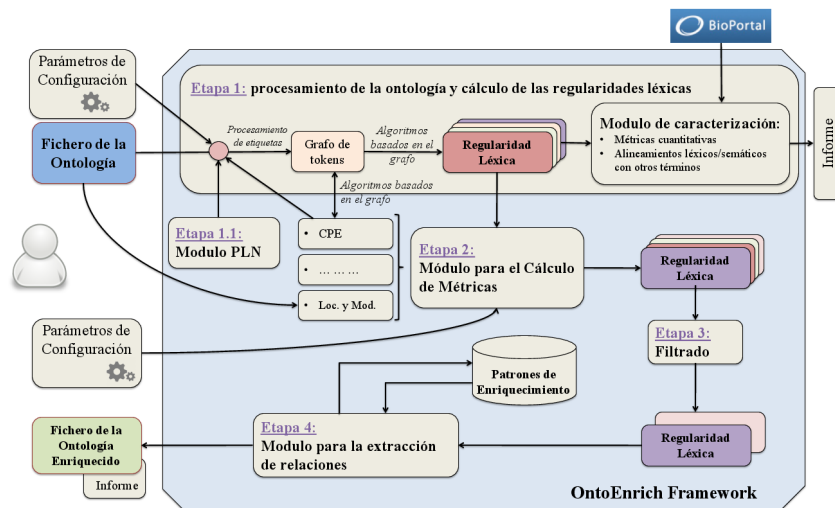 BioPortal
Parámetros de
Configuración
Etapa 1: procesamiento de la ontología y cálculo de las regularidades léxicas
Fichero de la
Ontología
Procesamiento
de etiquetas
Grafo de
tokens
Algoritmos
basados en el
grafo
Regularidad
Léxica
Modulo de caracterización:
• Métricas cuantitativas
• Alineamientos léxicos/semáticos
con otros términos
Informe
Algoritmos basados
en el grafo
Etapa 1.1:
Modulo PLN
• CPE
• ... ... ...
• Loc. y Mod.
Etapa 2:
Módulo para el Cálculo
de Métricas
Regularidad
Léxica
Parámetros de
Configuración
Etapa 3:
Filtrado
Patrones de
Enriquecimiento
Fichero de la
Ontología
Enriquecido
Informe
Etapa 4:
Modulo para la extracción
de relaciones
Regularidad
Léxica
OntoEnrich Framework